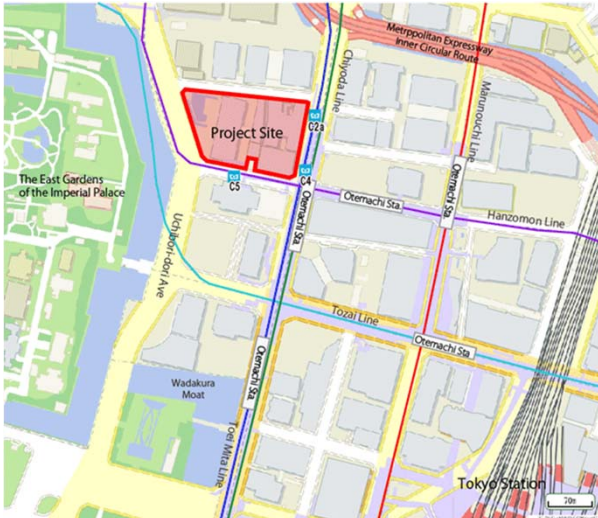 Metrppolitan Expressway
Inner Circular Route
Chiyoda Line
Marunouchi Line
Project Site
C2a
C4
C5
The East Gardens
of the Imperial Palace
Otemachi Sta.
Otemachi Sta.
Otemachi Sta.
Hanzomon Line
Uchibori-dori Ave
Tozai Line
Otemachi Sta.
Otemachi Sta.
Wadakura
Moat
Toei Mita Line
Tokyo Station
70m